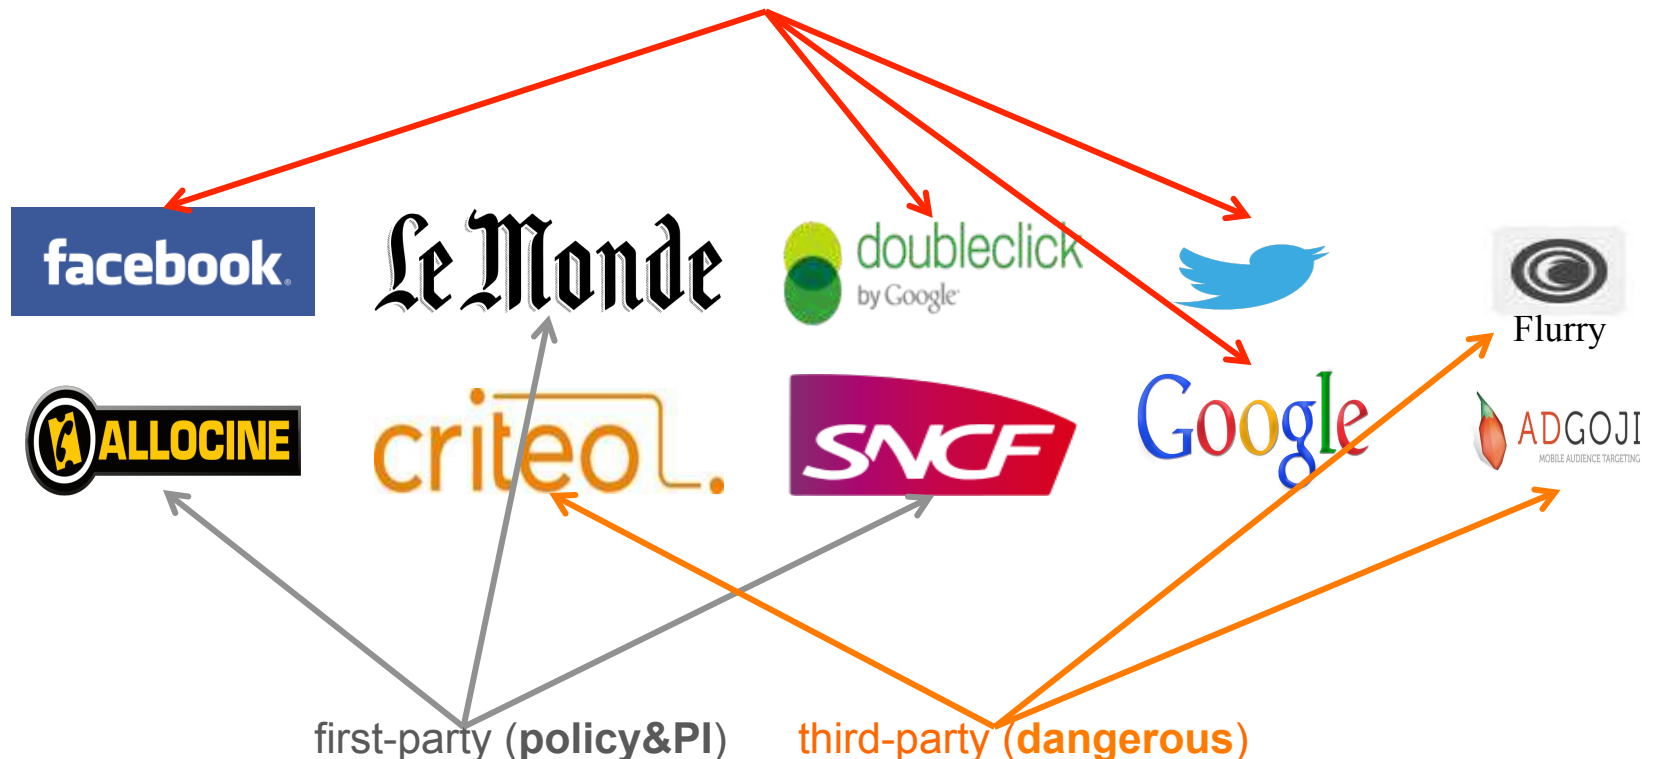 facebook®
Le Monde
doubleclick
by Google
Flurry
ALLOCINE
criteo
SNCF
Google
ADGOJI
MOBILE AUDIENCE TARGETING
first-party (policy&PI)
third-party (dangerous)